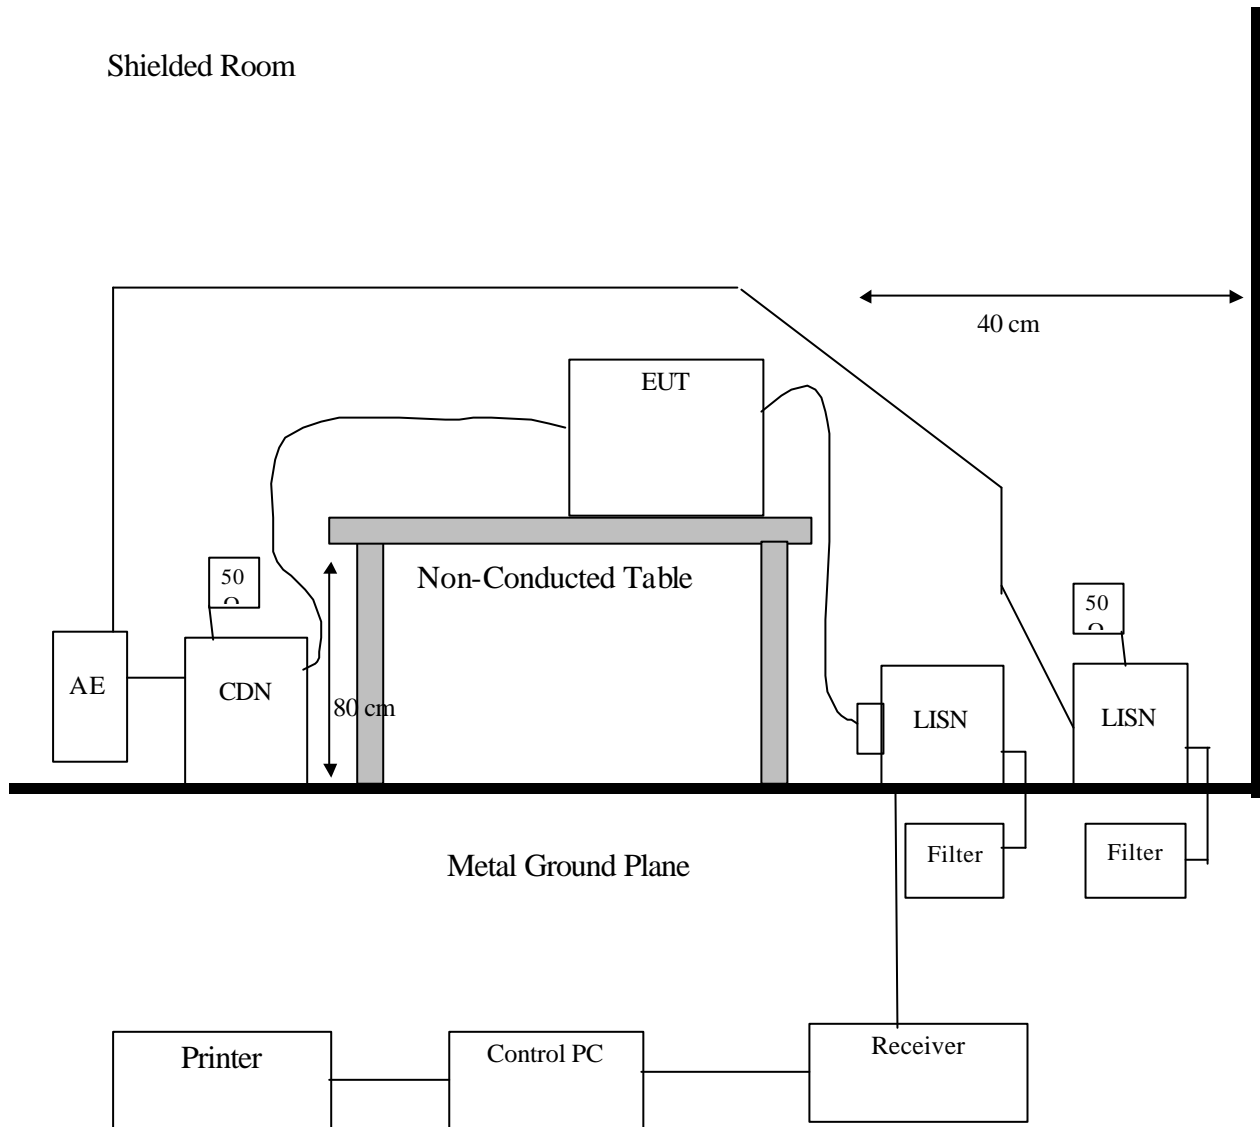 Shielded Room
40 cm
EUT
Non-Conducted Table
50
Ω
50
Ω
AE
CDN
80 cm
LISN
LISN
Filter
Filter
Metal Ground Plane
Printer
Control PC
Receiver